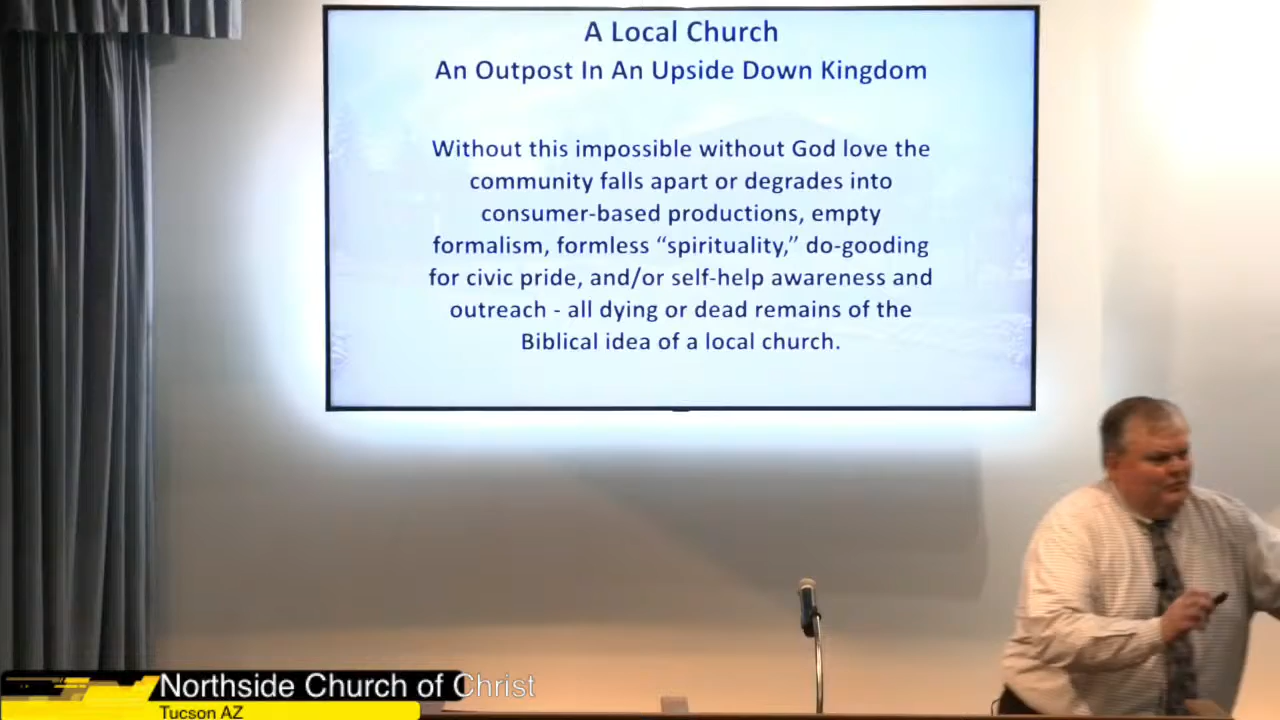 A Local Church
An Outpost In An Upside Down Kingdom
Without this impossible without God love the
community falls apart or degrades into
consumer-based productions, empty
formalism, formless “spirituality,” do-gooding
for civic pride, and/or self-help awareness and
outreach - all dying or dead remains of the
Biblical idea of a local church.
Northside Church of Christ
Tucson AZ